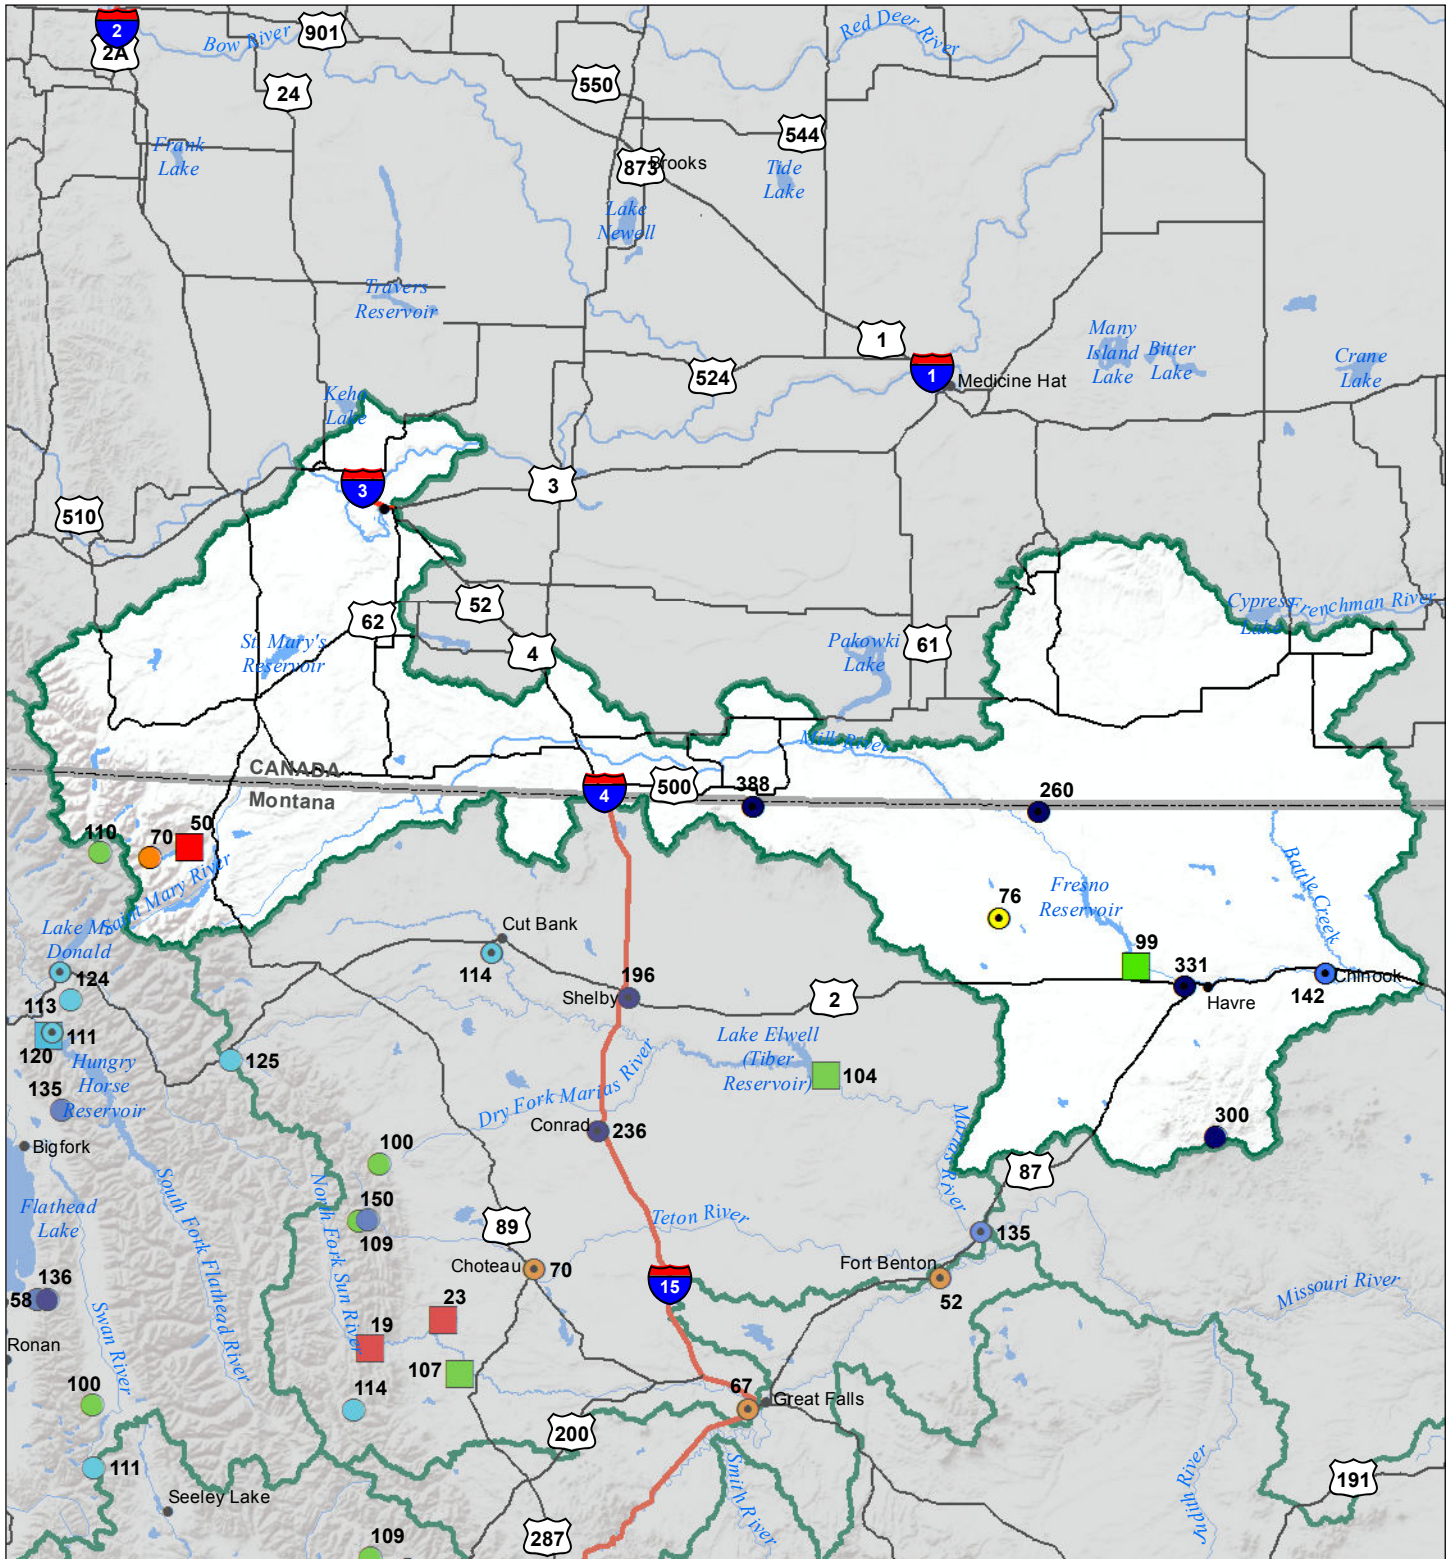 2
2A
Bow River
901
24
550
Red Deer River
544
873
Brooks
Frank
Lake
Tide
Lake
Lake
Newell
Travers
Reservoir
1
524
1
Medicine Hat
Many
Island
Lake
Bitter
Lake
Crane
Lake
Keho
Lake
3
3
510
52
62
4
61
St. Mary's
Reservoir
Pakowki
Lake
Cypress
Lake
Frenchman River
Milk River
CANADA
Montana
4
500
388
260
110
70
50
Saint Mary River
Lake Mc
Donald
76
Fresno
Reservoir
Battle Creek
99
331
Havre
Chinook
142
Cut Bank
114
124
113
111
120
Hungry
Horse
Reservoir
135
125
Shelby
196
2
Lake Elwell
(Tiber
Reservoir)
104
Dry Fork Marias River
Conrad
236
Marias River
300
87
Bigfork
Flathead
Lake
South Fork Flathead River
North Fork Sun River
100
150
109
89
Teton River
135
Choteau
70
Fort Benton
52
15
Missouri River
136
58
Swan River
Ronan
23
19
107
100
114
67
Great Falls
200
111
Seeley Lake
Smith River
Judith River
191
287
109